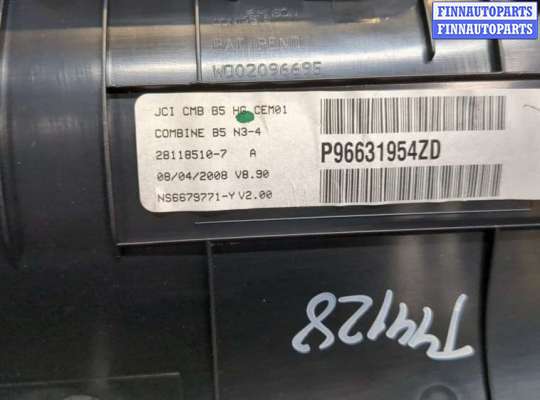 FINNAUTOPARTS
FINNAUTOPARTS
WD02096695
JCI CMB B5 HG CEM01
COMBINE B5 N3-4
28118510-7 A
08/04/2008 V8.90
NS6679771-Y V2.00
P96631954ZD
T44128